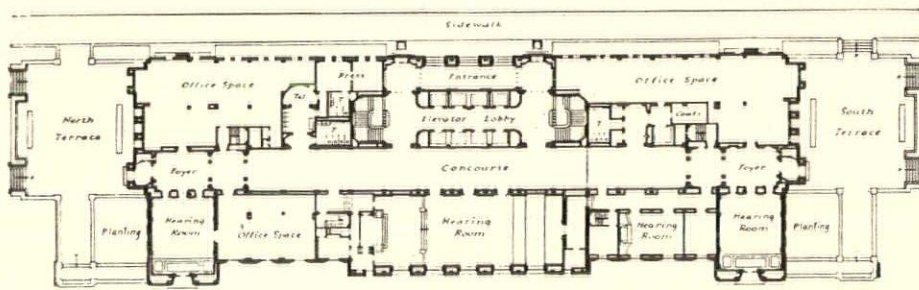 Sidewalk
Office Space
Press
Entrance
Office Space
Tel.
Coats
North
Terrace
T.
Elevator Lobby
T.
South
Terrace
Foyer
Concourse
Foyer
Planting
Hearing
Room
Office Space
Hearing
Room
Hearing
Room
Hearing
Room
Planting